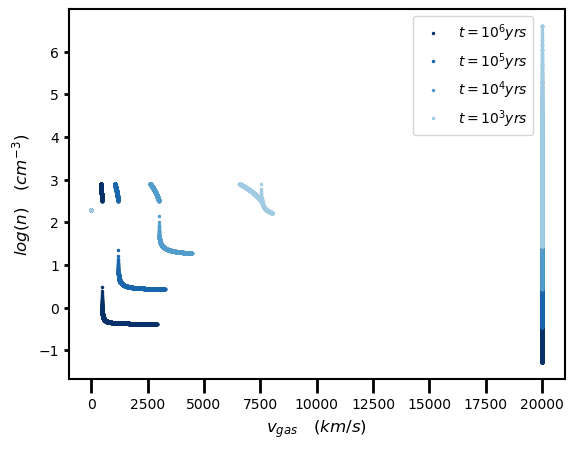 t = 10^6 yrs
t = 10^5 yrs
t = 10^4 yrs
t = 10^3 yrs
6
5
4
3
2
1
0
−1
log(n) (cm^−3)
0 2500 5000 7500 10000 12500 15000 17500 20000
v_gas (km/s)